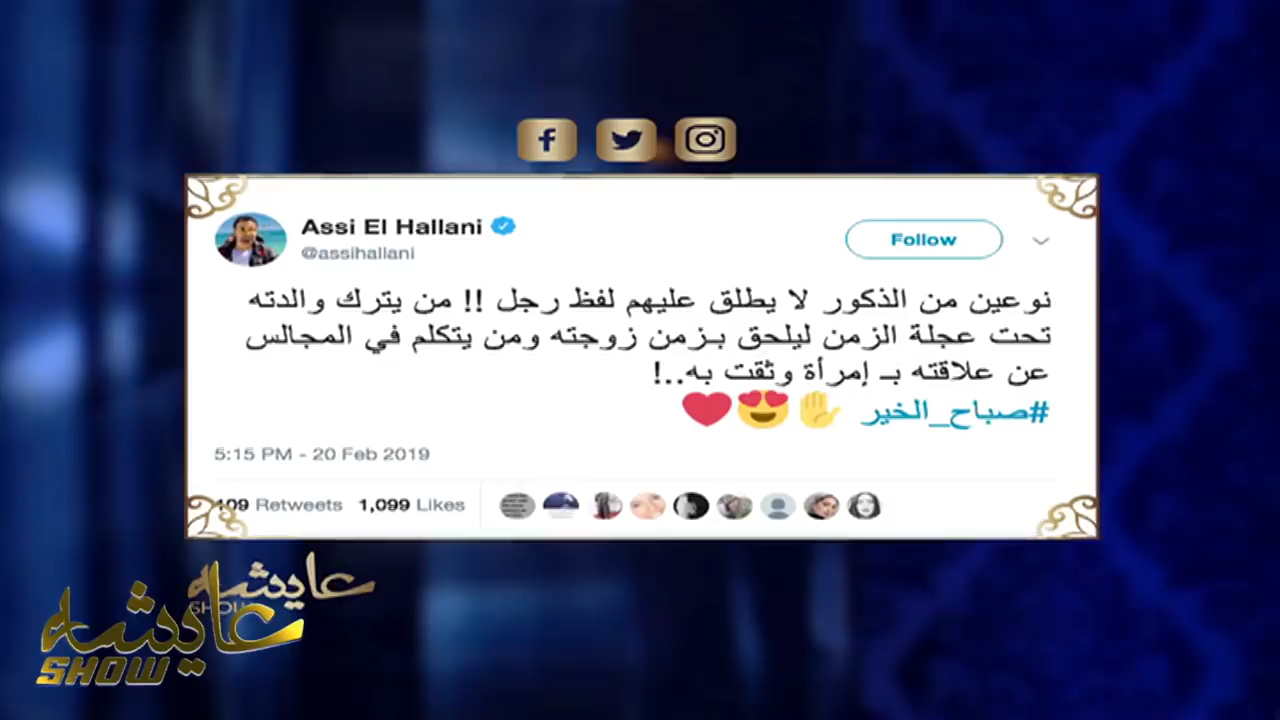 Assi El Hallani
@assihallani
Follow
نوعين من الذكور لا يطلق عليهم لفظ رجل !! من يترك والدته
تحت عجلة الزمن ليلحق بـزمن زوجته ومن يتكلم في المجالس
عن علاقته بـ إمرأة وثقت به..!
#صباح_الخير ✋😍❤
5:15 PM - 20 Feb 2019
109 Retweets 1,099 Likes
عايشه
SHOW
عايشه
SHOW